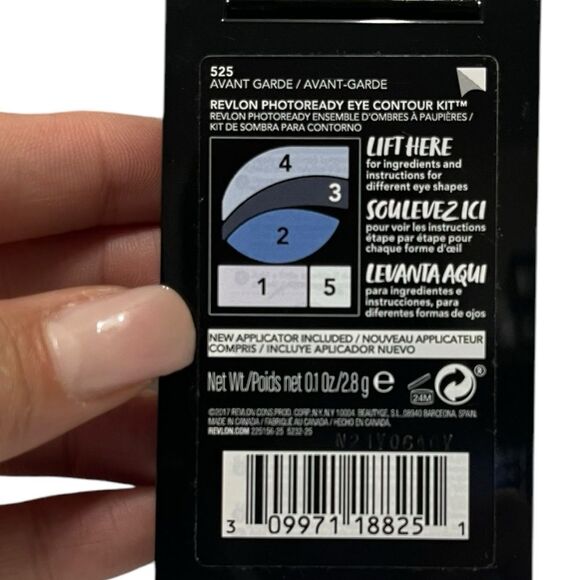 525
AVANT GARDE / AVANT-GARDE
REVLON PHOTOREADY EYE CONTOUR KIT™
REVLON PHOTOREADY ENSEMBLE D'OMBRES À PAUPIÈRES /
KIT DE SOMBRA PARA CONTORNO
4
3
2
1 5
LIFT HERE
for ingredients and
instructions for
different eye shapes
SOULEVEZ ICI
pour voir les instructions
étape par étape pour
chaque forme d'œil
LEVANTA AQUI
para ingredientes e
instrucciones, para
diferentes formas de ojos
NEW APPLICATOR INCLUDED / NOUVEAU APPLICATEUR
COMPRIS / INCLUYE APLICADOR NUEVO
Net Wt./Poids net 0.1 Oz/2.8 g e
24M
®
©2017 REVLON CONS. PROD. CORP. N.Y., N.Y. 10004. BEAUTYGE, S.L., 08940 BARCELONA, SPAIN.
MADE IN CANADA / FABRIQUÉ AU CANADA / HECHO EN CANADÁ.
REVLON.COM 225156-25 5232-25
3 09971 18825 1